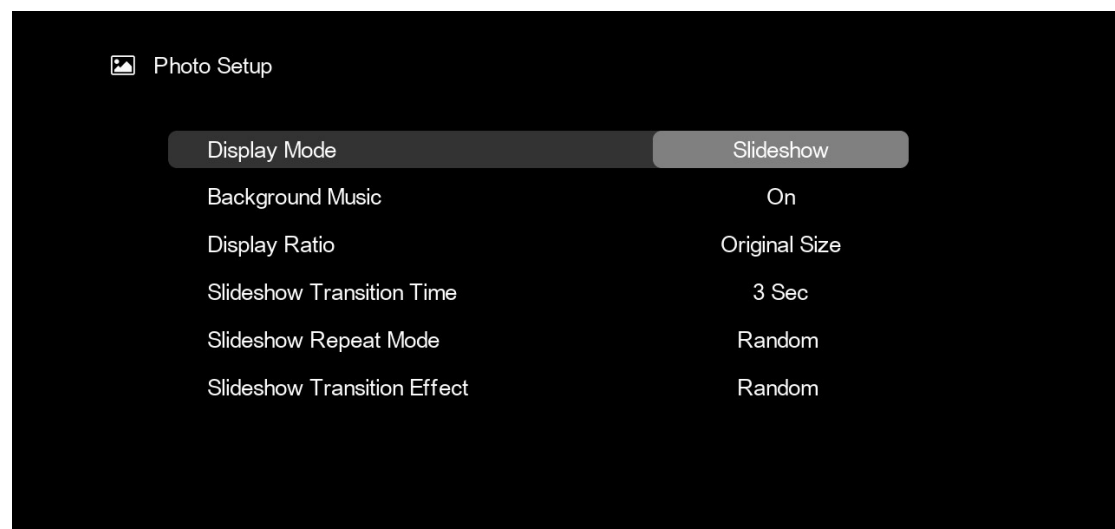 Photo Setup
Display Mode Slideshow
Background Music On
Display Ratio Original Size
Slideshow Transition Time 3 Sec
Slideshow Repeat Mode Random
Slideshow Transition Effect Random